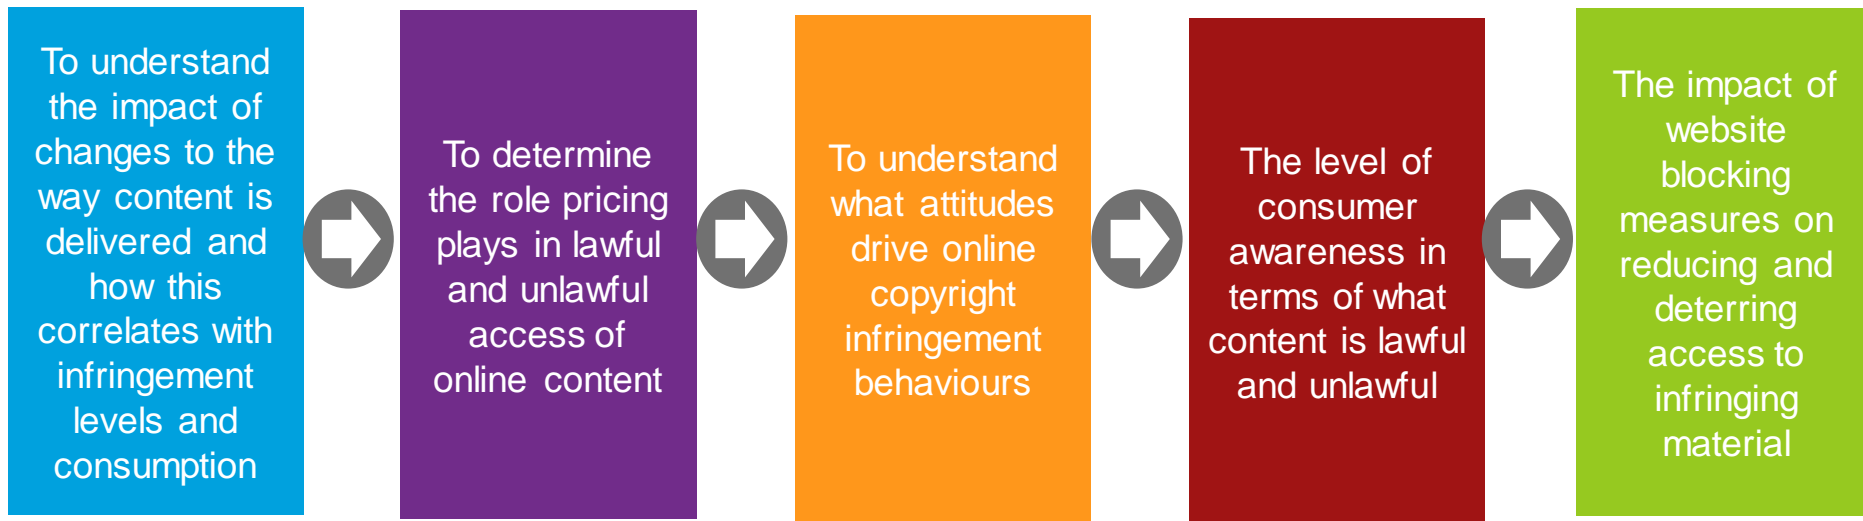 To understand
the impact of
changes to the
way content is
delivered and
how this
correlates with
infringement
levels and
consumption
To determine
the role pricing
plays in lawful
and unlawful
access of
online content
To understand
what attitudes
drive online
copyright
infringement
behaviours
The level of
consumer
awareness in
terms of what
content is lawful
and unlawful
The impact of
website
blocking
measures on
reducing and
deterring
access to
infringing
material